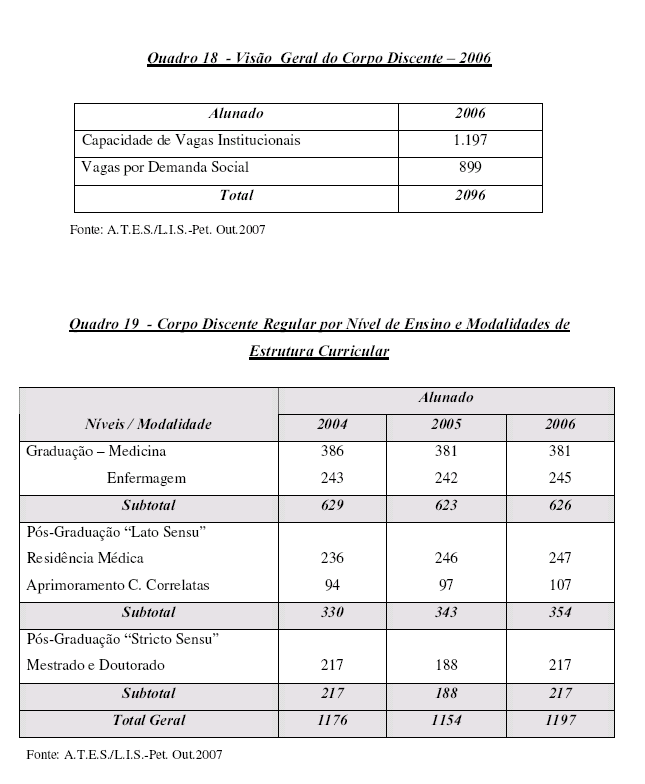 Quadro 18 - Visão Geral do Corpo Discente – 2006
Alunado 2006
Capacidade de Vagas Institucionais 1.197
Vagas por Demanda Social 899
Total 2096
Fonte: A.T.E.S./L.I.S.-Pet. Out.2007
Quadro 19 - Corpo Discente Regular por Nível de Ensino e Modalidades de
Estrutura Curricular
Alunado
Níveis / Modalidade 2004 2005 2006
Graduação – Medicina 386 381 381
Enfermagem 243 242 245
Subtotal 629 623 626
Pós-Graduação “Lato Sensu”
Residência Médica 236 246 247
Aprimoramento C. Correlatas 94 97 107
Subtotal 330 343 354
Pós-Graduação “Stricto Sensu”
Mestrado e Doutorado 217 188 217
Subtotal 217 188 217
Total Geral 1176 1154 1197
Fonte: A.T.E.S./L.I.S.-Pet. Out.2007